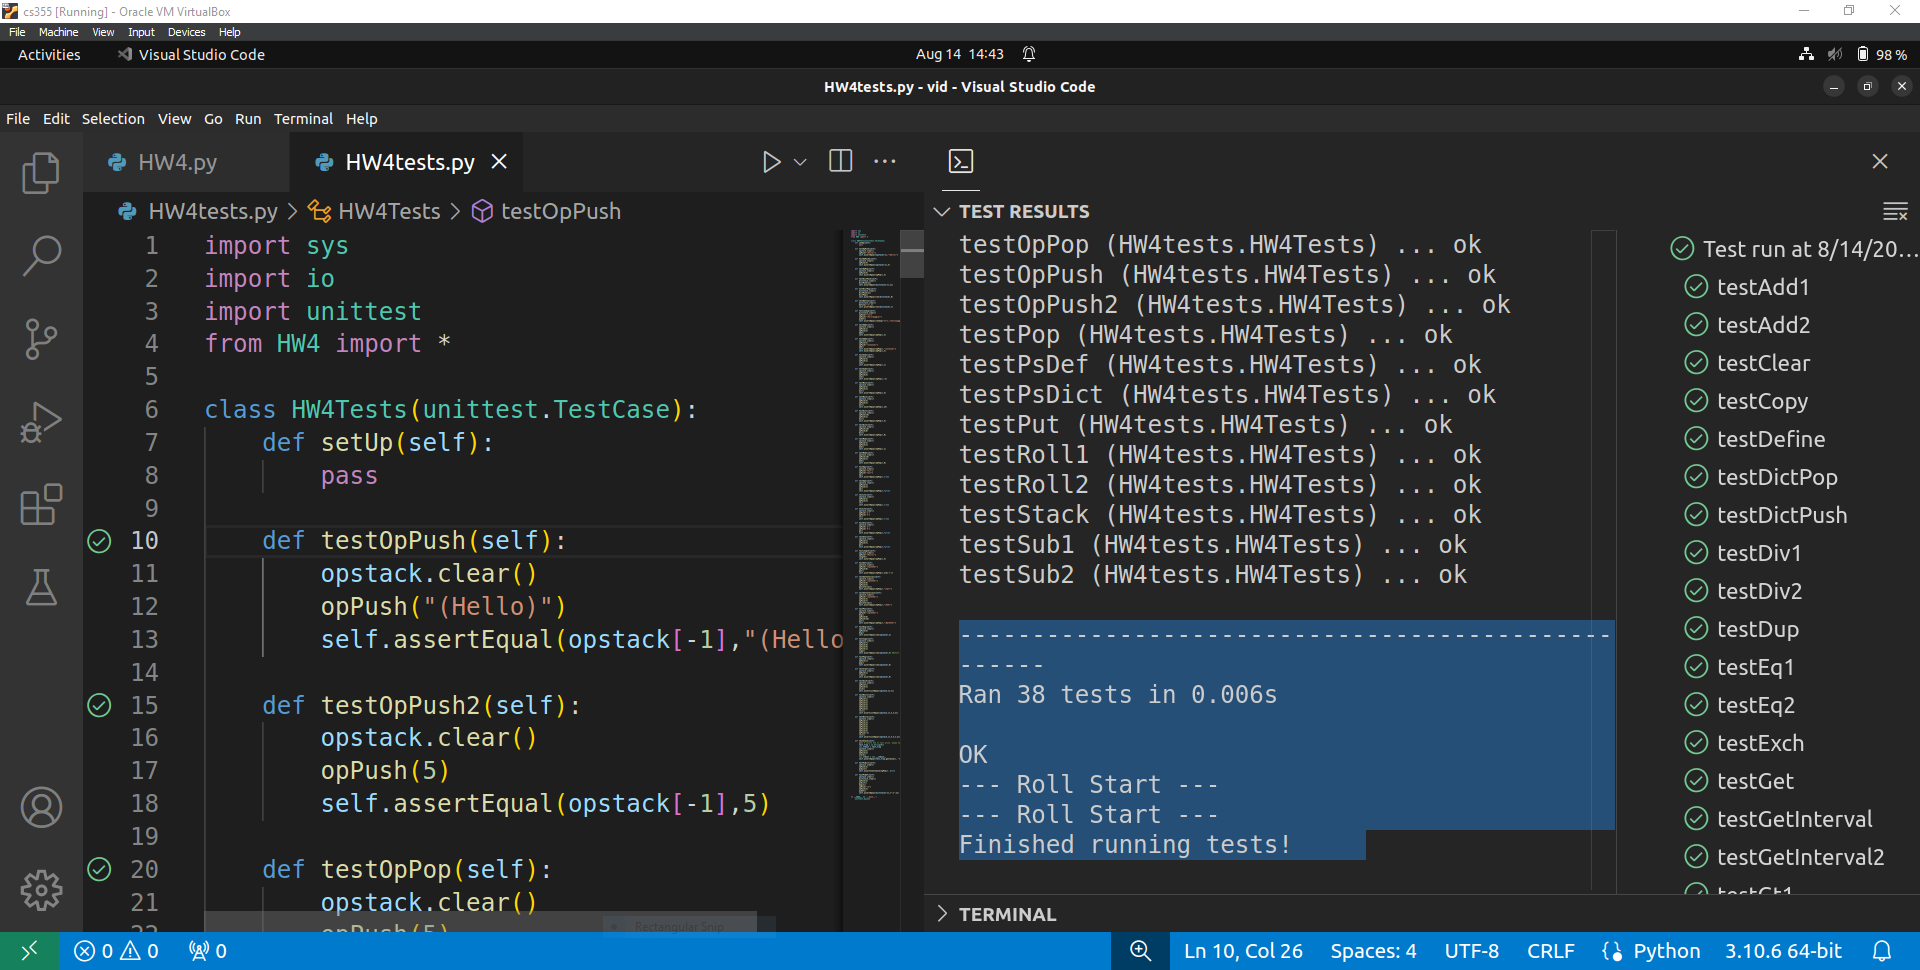 cs355 [Running] - Oracle VM VirtualBox
File Machine View Input Devices Help
Activities Visual Studio Code Aug 14 14:43 98 %
HW4tests.py - vid - Visual Studio Code
File Edit Selection View Go Run Terminal Help
HW4.py HW4tests.py
HW4tests.py > HW4Tests > testOpPush
1 import sys
2 import io
3 import unittest
4 from HW4 import *
5
6 class HW4Tests(unittest.TestCase):
7 def setUp(self):
8 pass
9
10 def testOpPush(self):
11 opstack.clear()
12 opPush("(Hello)")
13 self.assertEqual(opstack[-1],"(Hello
14
15 def testOpPush2(self):
16 opstack.clear()
17 opPush(5)
18 self.assertEqual(opstack[-1],5)
19
20 def testOpPop(self):
21 opstack.clear()
22 opPush(5)
Rectangular Snip
TEST RESULTS
testOpPop (HW4tests.HW4Tests) ... ok
testOpPush (HW4tests.HW4Tests) ... ok
testOpPush2 (HW4tests.HW4Tests) ... ok
testPop (HW4tests.HW4Tests) ... ok
testPsDef (HW4tests.HW4Tests) ... ok
testPsDict (HW4tests.HW4Tests) ... ok
testPut (HW4tests.HW4Tests) ... ok
testRoll1 (HW4tests.HW4Tests) ... ok
testRoll2 (HW4tests.HW4Tests) ... ok
testStack (HW4tests.HW4Tests) ... ok
testSub1 (HW4tests.HW4Tests) ... ok
testSub2 (HW4tests.HW4Tests) ... ok
---------------------------------------------
------
Ran 38 tests in 0.006s
OK
--- Roll Start ---
--- Roll Start ---
Finished running tests!
Test run at 8/14/20...
testAdd1
testAdd2
testClear
testCopy
testDefine
testDictPop
testDictPush
testDiv1
testDiv2
testDup
testEq1
testEq2
testExch
testGet
testGetInterval
testGetInterval2
testGt1
TERMINAL
0 0 0 Ln 10, Col 26 Spaces: 4 UTF-8 CRLF Python 3.10.6 64-bit